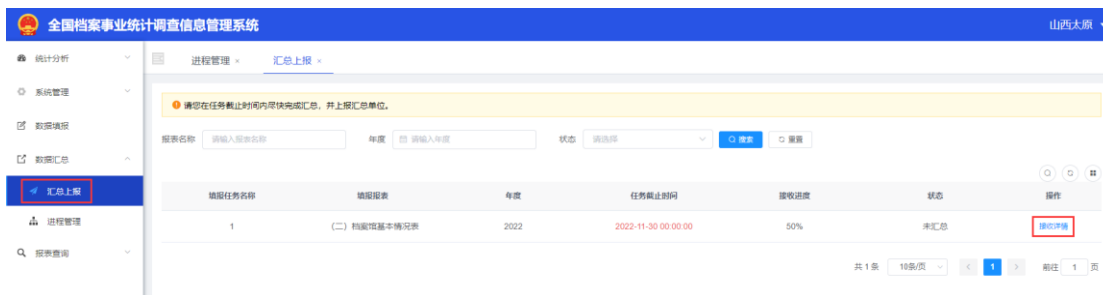 全国档案事业统计调查信息管理系统
山西太原
统计分析
系统管理
数据填报
数据汇总
汇总上报
进程管理
报表查询
进程管理 × 汇总上报 ×
请您在任务截止时间内尽快完成汇总，并上报汇总单位。
报表名称 请输入报表名称 年度 请输入年度 状态 请选择 搜索 重置
填报任务名称 填报报表 年度 任务截止时间 接收进度 状态 操作
1 （二）档案馆基本情况表 2022 2022-11-30 00:00:00 50% 未汇总 接收详情
共1条 10条/页 < 1 > 前往 1 页